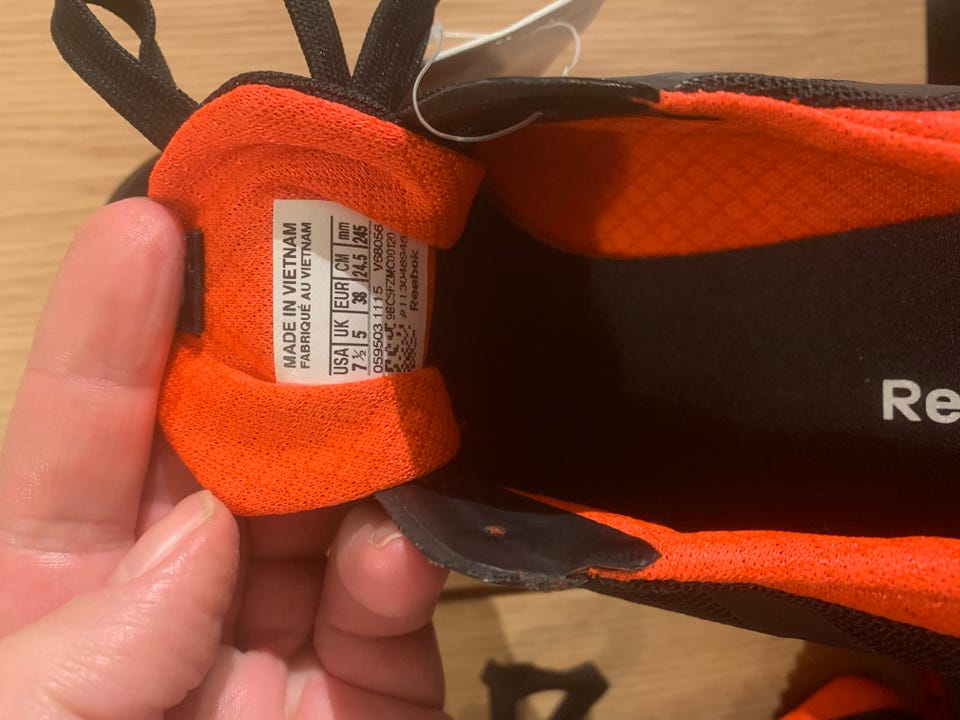 MADE IN VIETNAM
FABRIQUÉ AU VIETNAM
USA UK EUR CM mm
7 ½ 5 38 24.5 245
059503 1115 V68056
#113048946
Reebok
Re